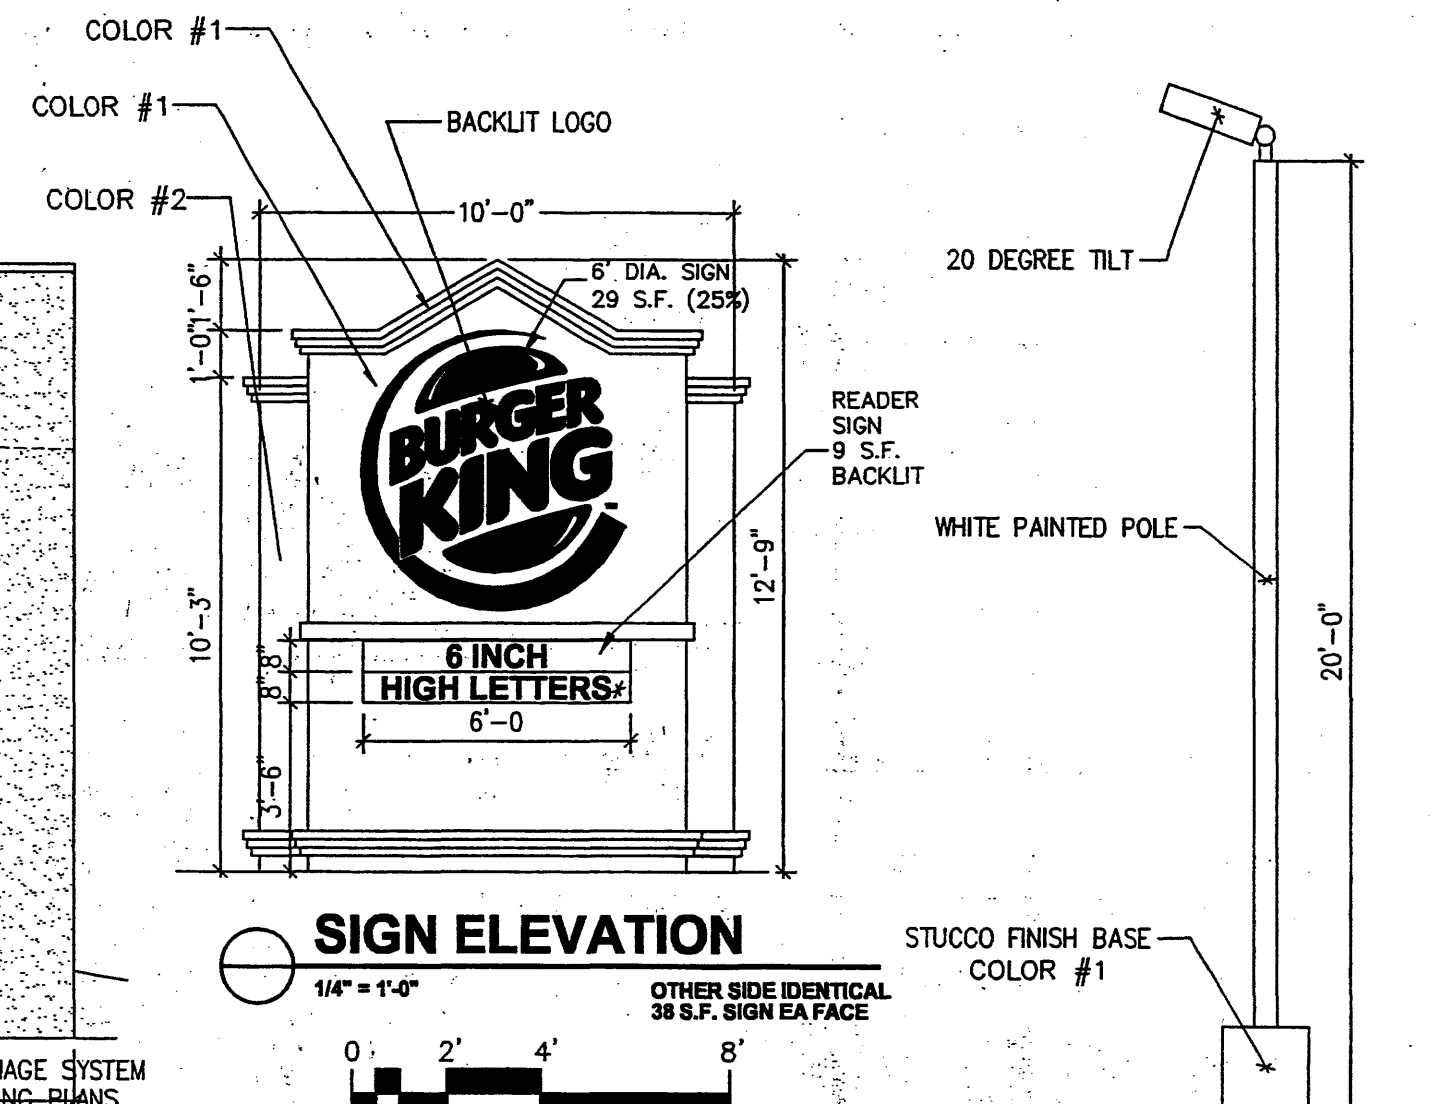 COLOR #1
COLOR #1
BACKLIT LOGO
COLOR #2
10'-0"
6' DIA. SIGN
29 S.F. (25%)
1'-6"
1'-0"
20 DEGREE TILT
BURGER
KING
™
READER
SIGN
9 S.F.
BACKLIT
WHITE PAINTED POLE
12'-9"
10'-3"
20'-0"
8"
8"
6 INCH
HIGH LETTERS*
6'-0
3'-6"
SIGN ELEVATION
1/4" = 1'-0"
OTHER SIDE IDENTICAL
38 S.F. SIGN EA FACE
STUCCO FINISH BASE
COLOR #1
0 2' 4' 8'
SYSTEM
PLANS